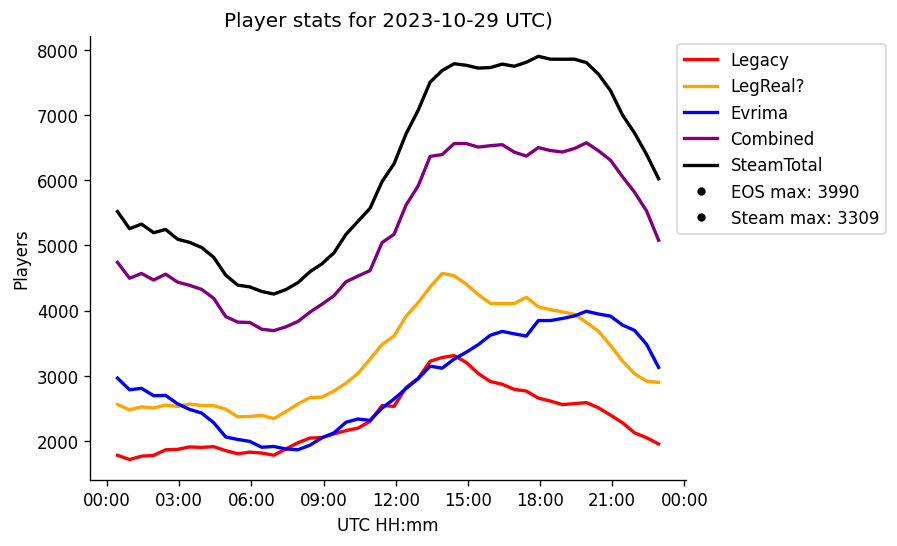 Player stats for 2023-10-29 UTC)
8000
7000
6000
5000
4000
3000
2000
Players
00:00 03:00 06:00 09:00 12:00 15:00 18:00 21:00 00:00
UTC HH:mm
Legacy
LegReal?
Evrima
Combined
SteamTotal
EOS max: 3990
Steam max: 3309